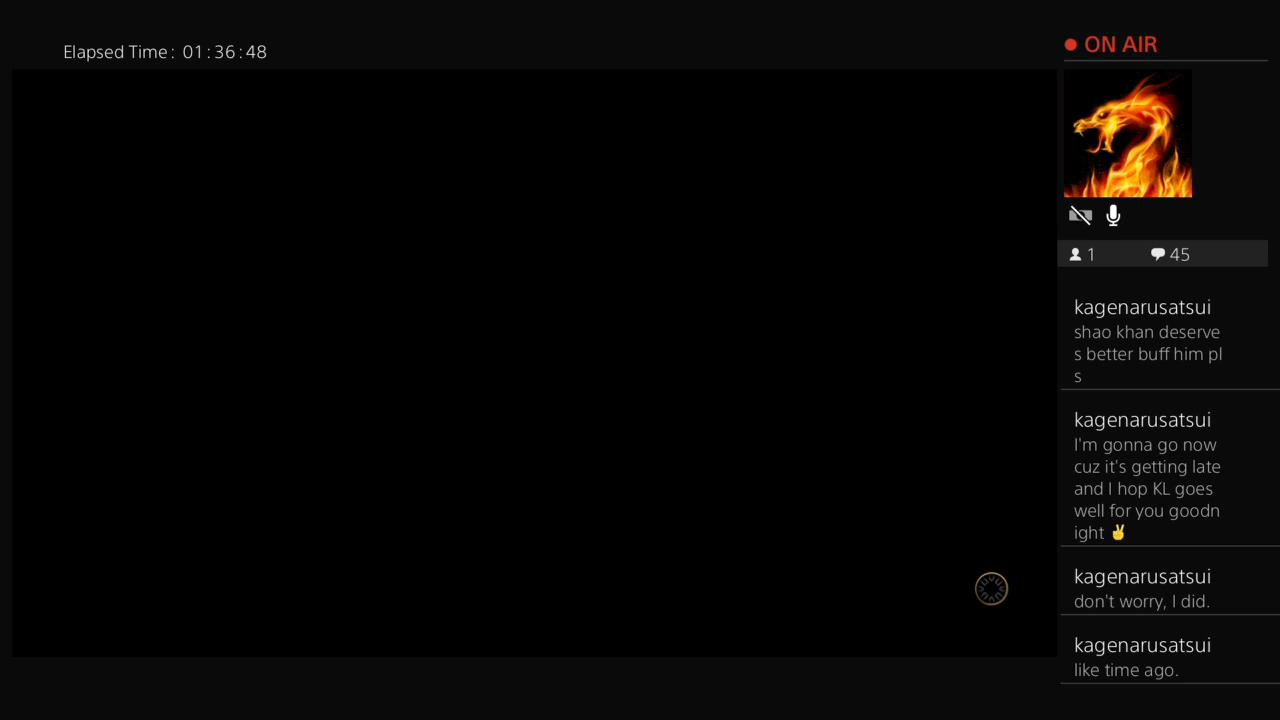 Elapsed Time: 01:36:48
ON AIR
1 45
kagenarusatsui
shao khan deserve
s better buff him pl
s
kagenarusatsui
I'm gonna go now
cuz it's getting late
and I hop KL goes
well for you goodn
ight ✌
kagenarusatsui
don't worry, I did.
kagenarusatsui
like time ago.